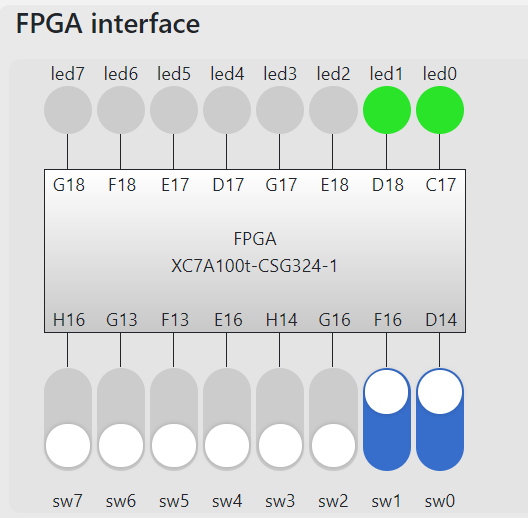 FPGA interface
led7 led6 led5 led4 led3 led2 led1 led0
G18 F18 E17 D17 G17 E18 D18 C17
FPGA
XC7A100t-CSG324-1
H16 G13 F13 E16 H14 G16 F16 D14
sw7 sw6 sw5 sw4 sw3 sw2 sw1 sw0